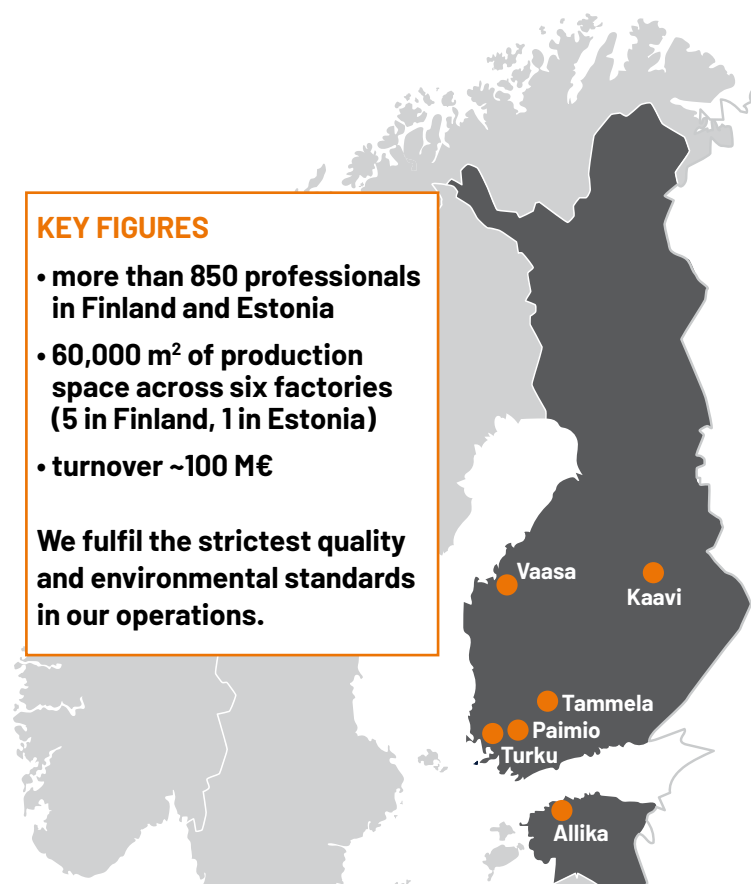 KEY FIGURES
• more than 850 professionals
in Finland and Estonia
• 60,000 m² of production
space across six factories
(5 in Finland, 1 in Estonia)
• turnover ~100 M€
We fulfil the strictest quality
and environmental standards
in our operations.
Vaasa
Kaavi
Tammela
Paimio
Turku
Allika